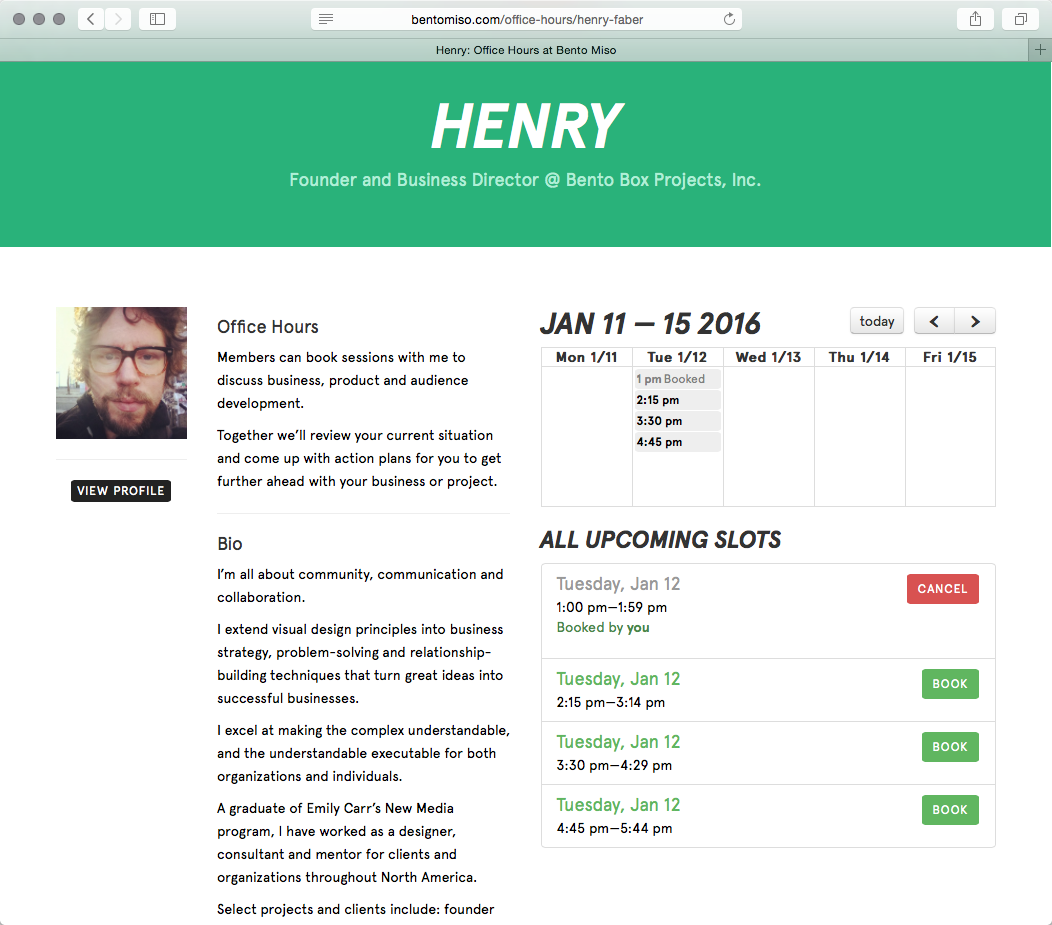 bentomiso.com/office-hours/henry-faber
Henry: Office Hours at Bento Miso
HENRY
Founder and Business Director @ Bento Box Projects, Inc.
VIEW PROFILE
Office Hours
Members can book sessions with me to
discuss business, product and audience
development.
Together we’ll review your current situation
and come up with action plans for you to get
further ahead with your business or project.
Bio
I’m all about community, communication and
collaboration.
I extend visual design principles into business
strategy, problem-solving and relationship-
building techniques that turn great ideas into
successful businesses.
I excel at making the complex understandable,
and the understandable executable for both
organizations and individuals.
A graduate of Emily Carr’s New Media
program, I have worked as a designer,
consultant and mentor for clients and
organizations throughout North America.
Select projects and clients include: founder
JAN 11 — 15 2016
today
Mon 1/11 Tue 1/12 Wed 1/13 Thu 1/14 Fri 1/15
1 pm Booked
2:15 pm
3:30 pm
4:45 pm
ALL UPCOMING SLOTS
Tuesday, Jan 12
CANCEL
1:00 pm—1:59 pm
Booked by you
Tuesday, Jan 12
BOOK
2:15 pm—3:14 pm
Tuesday, Jan 12
BOOK
3:30 pm—4:29 pm
Tuesday, Jan 12
BOOK
4:45 pm—5:44 pm